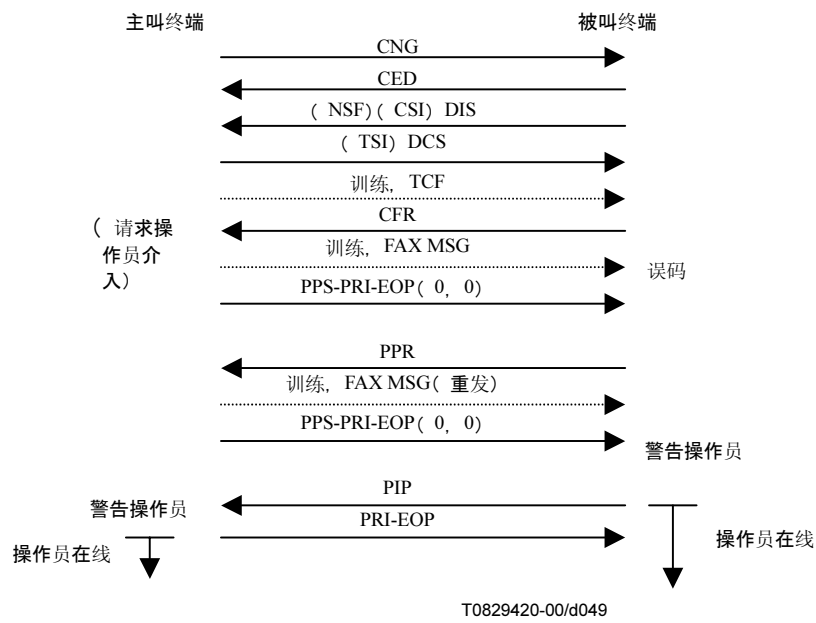 主叫终端
被叫终端
CNG
CED
( NSF)( CSI) DIS
( TSI) DCS
训练, TCF
CFR
( 请求操
作员介
入)
训练, FAX MSG
误码
PPS-PRI-EOP( 0, 0)
PPR
训练, FAX MSG( 重发)
PPS-PRI-EOP( 0, 0)
警告操作员
PIP
警告操作员
PRI-EOP
操作员在线
操作员在线
T0829420-00/d049